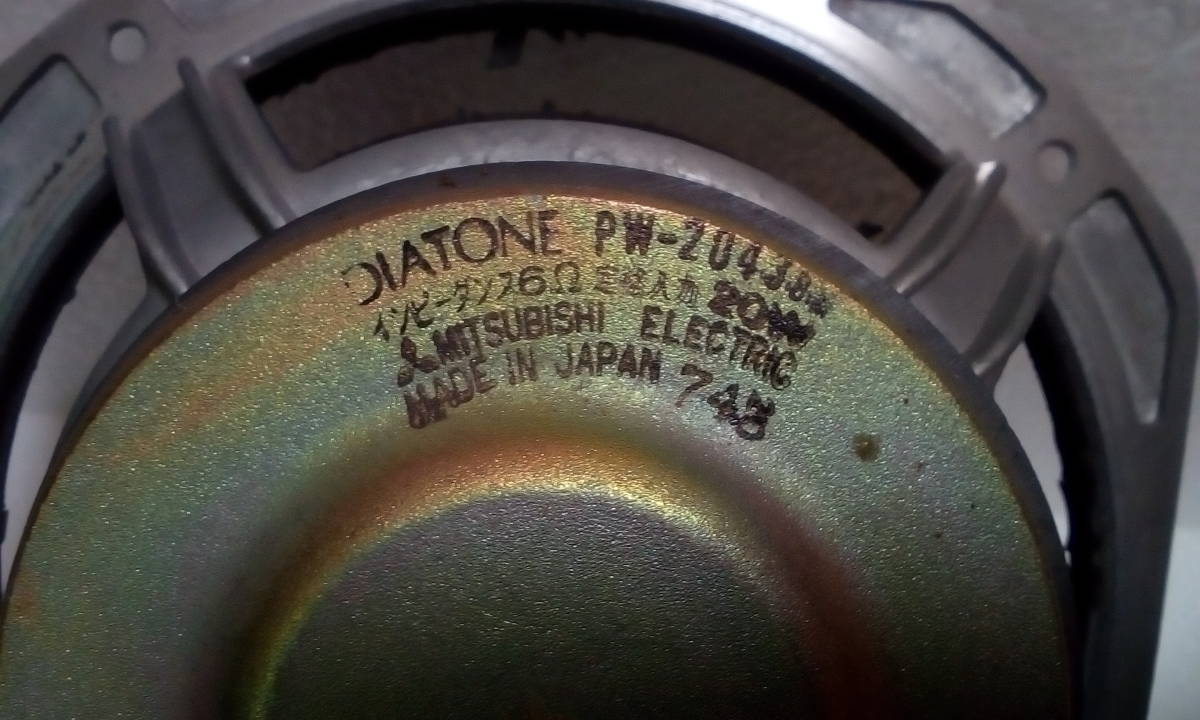 DIATONE PW-2043
インピーダンス6Ω 定格入力 20W
MITSUBISHI ELECTRIC
MADE IN JAPAN 745